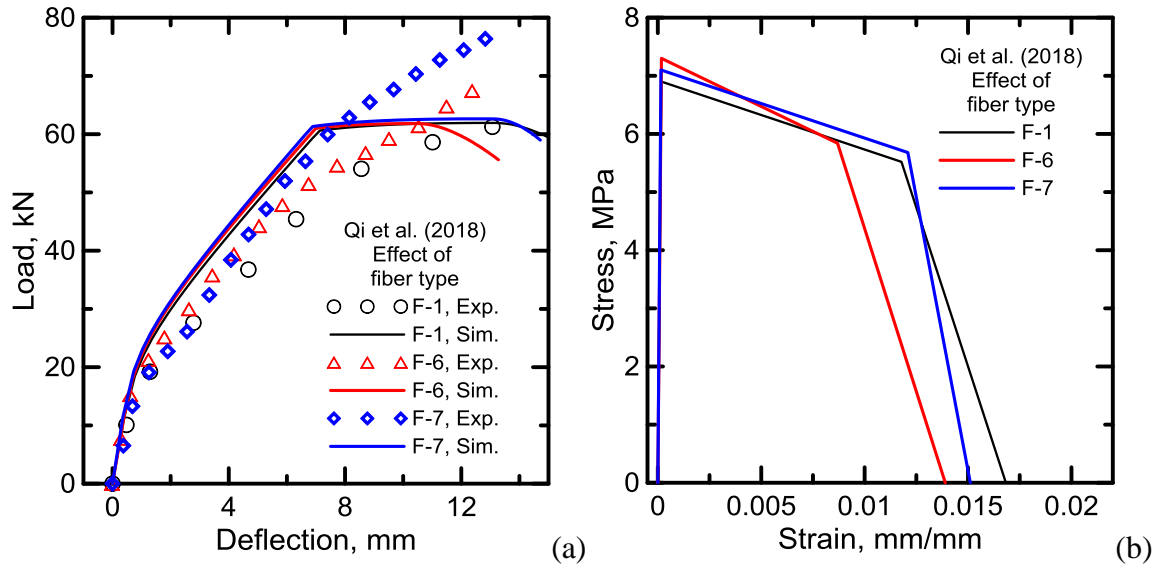 80
60
40
20
0
Load, kN
0
4
8
12
Deflection, mm
Qi et al. (2018)
Effect of
fiber type
F-1, Exp.
F-1, Sim.
F-6, Exp.
F-6, Sim.
F-7, Exp.
F-7, Sim.
(a)
8
6
4
2
0
Stress, MPa
0
0.005
0.01
0.015
0.02
Strain, mm/mm
Qi et al. (2018)
Effect of
fiber type
F-1
F-6
F-7
(b)